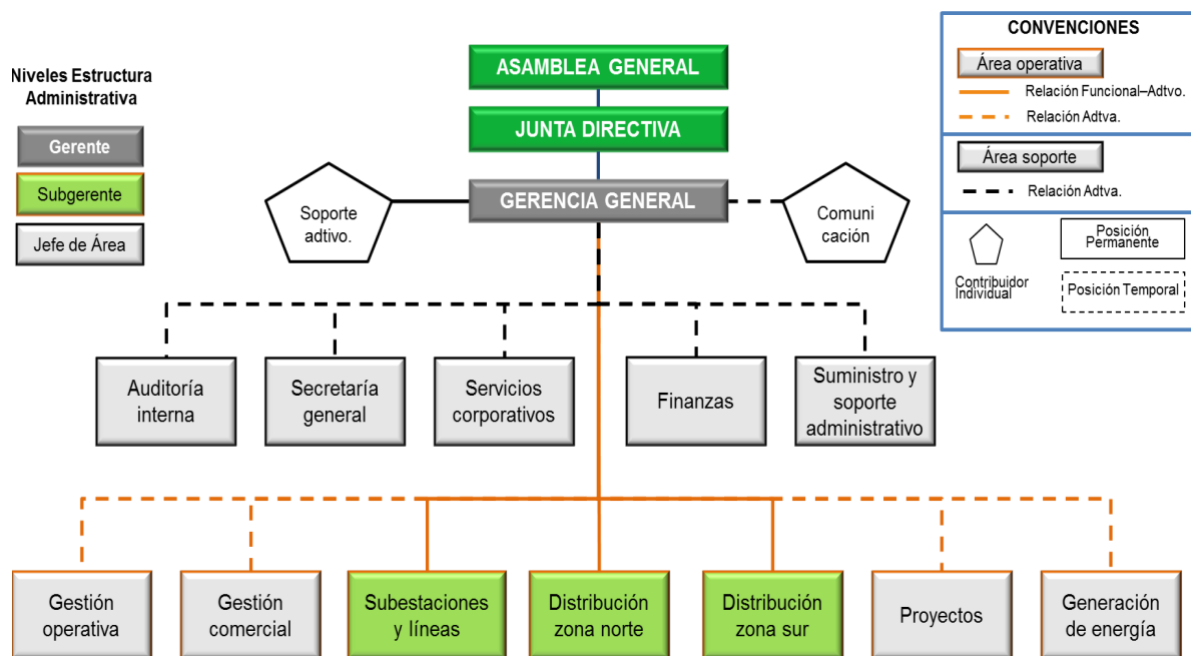 Niveles Estructura
Administrativa
Gerente
Subgerente
Jefe de Área
ASAMBLEA GENERAL
JUNTA DIRECTIVA
GERENCIA GENERAL
Soporte
adtivo.
Comuni
cación
CONVENCIONES
Área operativa
Relación Funcional–Adtvo.
Relación Adtva.
Área soporte
Relación Adtva.
Contribuidor
Individual
Posición
Permanente
Posición Temporal
Auditoría
interna
Secretaría
general
Servicios
corporativos
Finanzas
Suministro y
soporte
administrativo
Gestión
operativa
Gestión
comercial
Subestaciones
y líneas
Distribución
zona norte
Distribución
zona sur
Proyectos
Generación
de energía